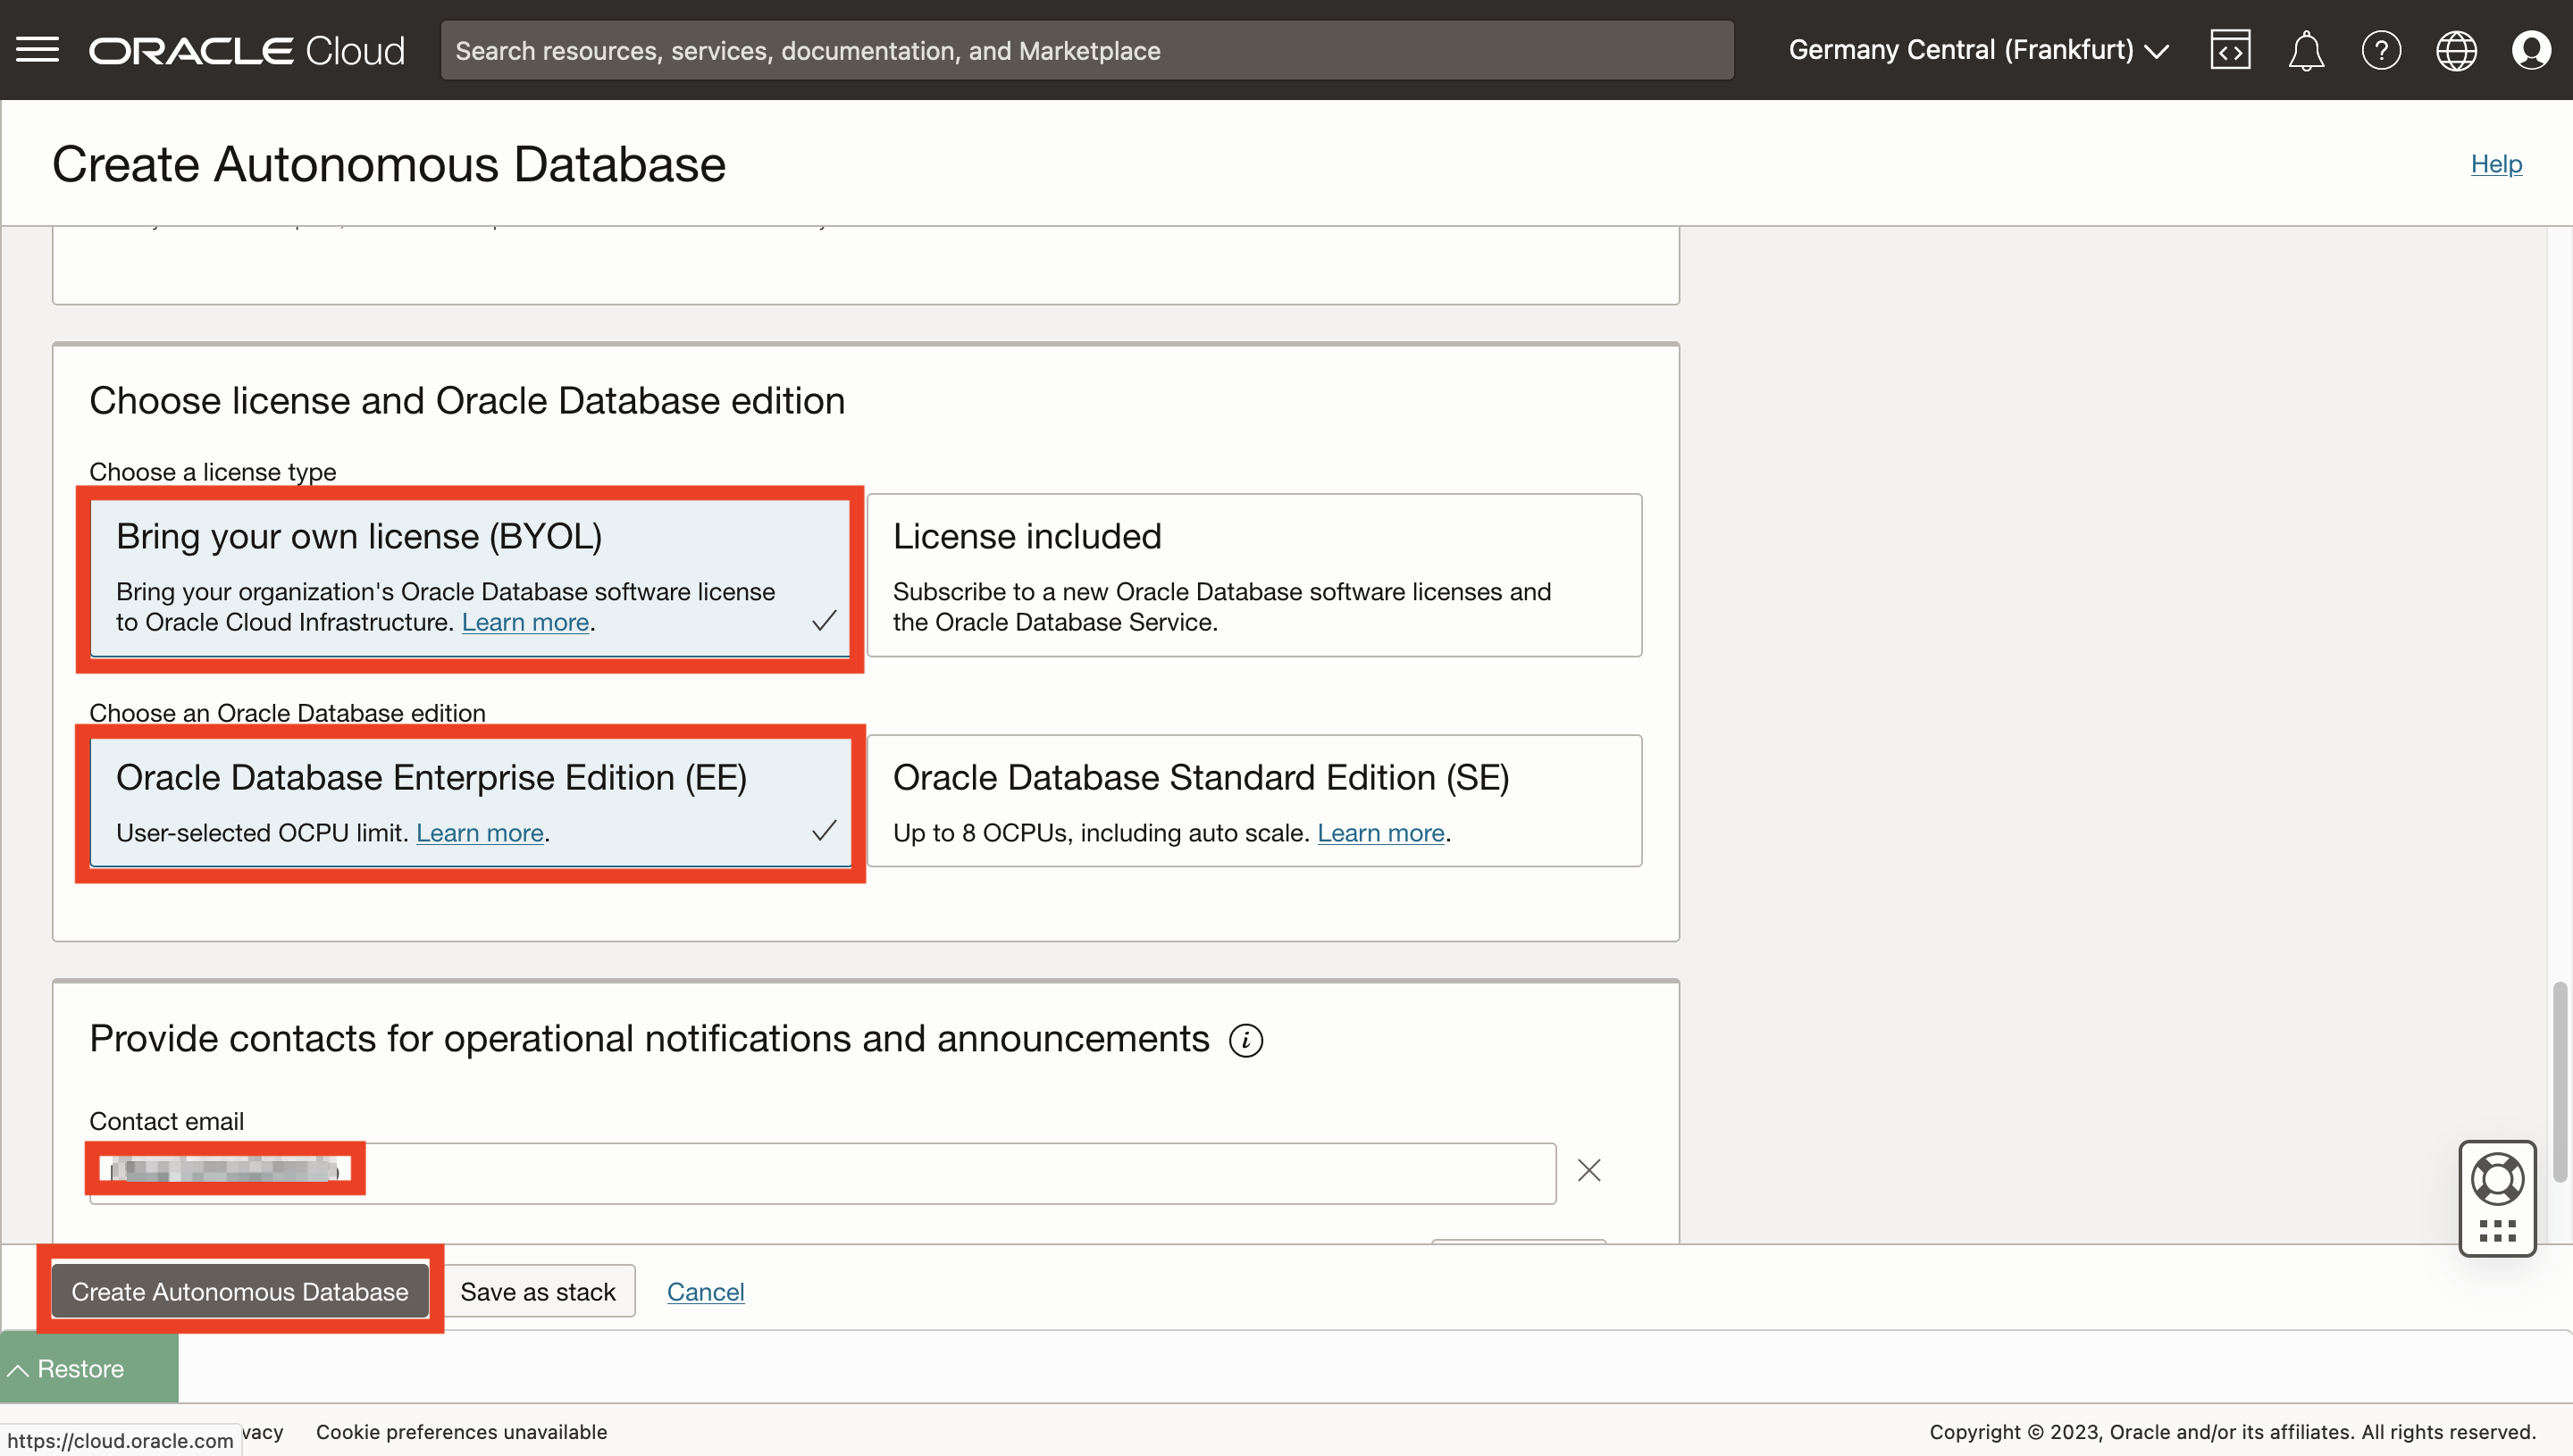 ORACLE Cloud
Search resources, services, documentation, and Marketplace
Germany Central (Frankfurt)
Create Autonomous Database
Help
Choose license and Oracle Database edition
Choose a license type
Bring your own license (BYOL)
Bring your organization's Oracle Database software license
to Oracle Cloud Infrastructure. Learn more.
License included
Subscribe to a new Oracle Database software licenses and
the Oracle Database Service.
Choose an Oracle Database edition
Oracle Database Enterprise Edition (EE)
User-selected OCPU limit. Learn more.
Oracle Database Standard Edition (SE)
Up to 8 OCPUs, including auto scale. Learn more.
Provide contacts for operational notifications and announcements
Contact email
Create Autonomous Database
Save as stack
Cancel
Restore
https://cloud.oracle.com
vacy
Cookie preferences unavailable
Copyright © 2023, Oracle and/or its affiliates. All rights reserved.